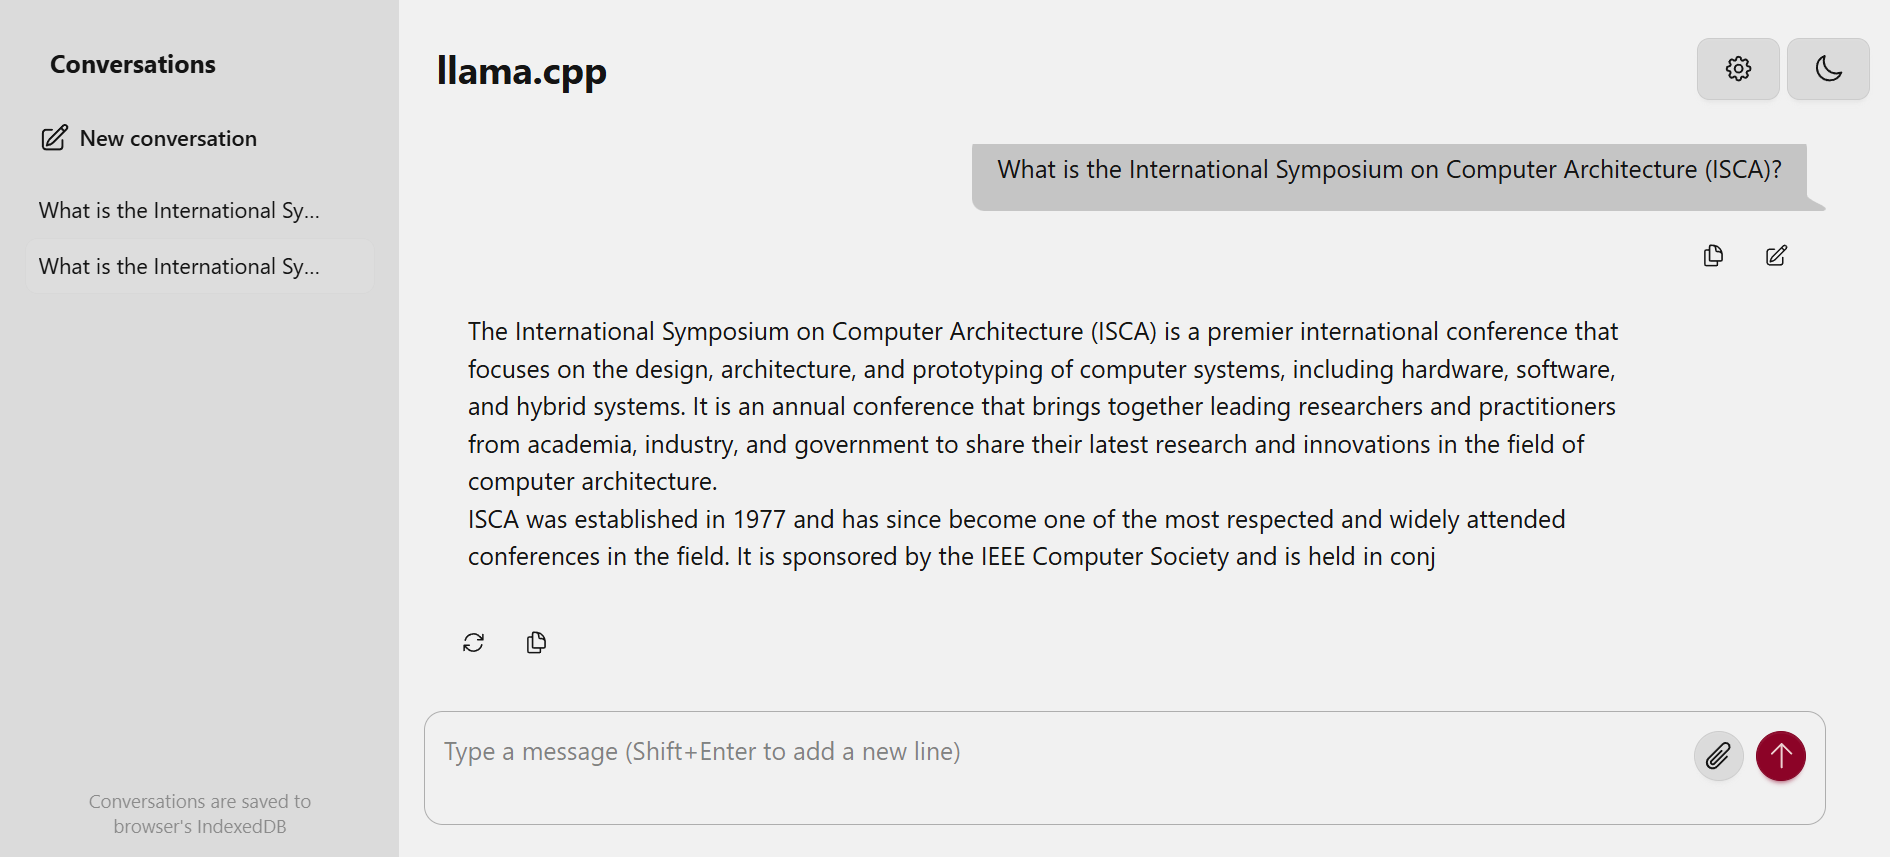 Conversations
New conversation
What is the International Sy...
What is the International Sy...
Conversations are saved to
browser's IndexedDB
llama.cpp
What is the International Symposium on Computer Architecture (ISCA)?
The International Symposium on Computer Architecture (ISCA) is a premier international conference that
focuses on the design, architecture, and prototyping of computer systems, including hardware, software,
and hybrid systems. It is an annual conference that brings together leading researchers and practitioners
from academia, industry, and government to share their latest research and innovations in the field of
computer architecture.
ISCA was established in 1977 and has since become one of the most respected and widely attended
conferences in the field. It is sponsored by the IEEE Computer Society and is held in conj
Type a message (Shift+Enter to add a new line)